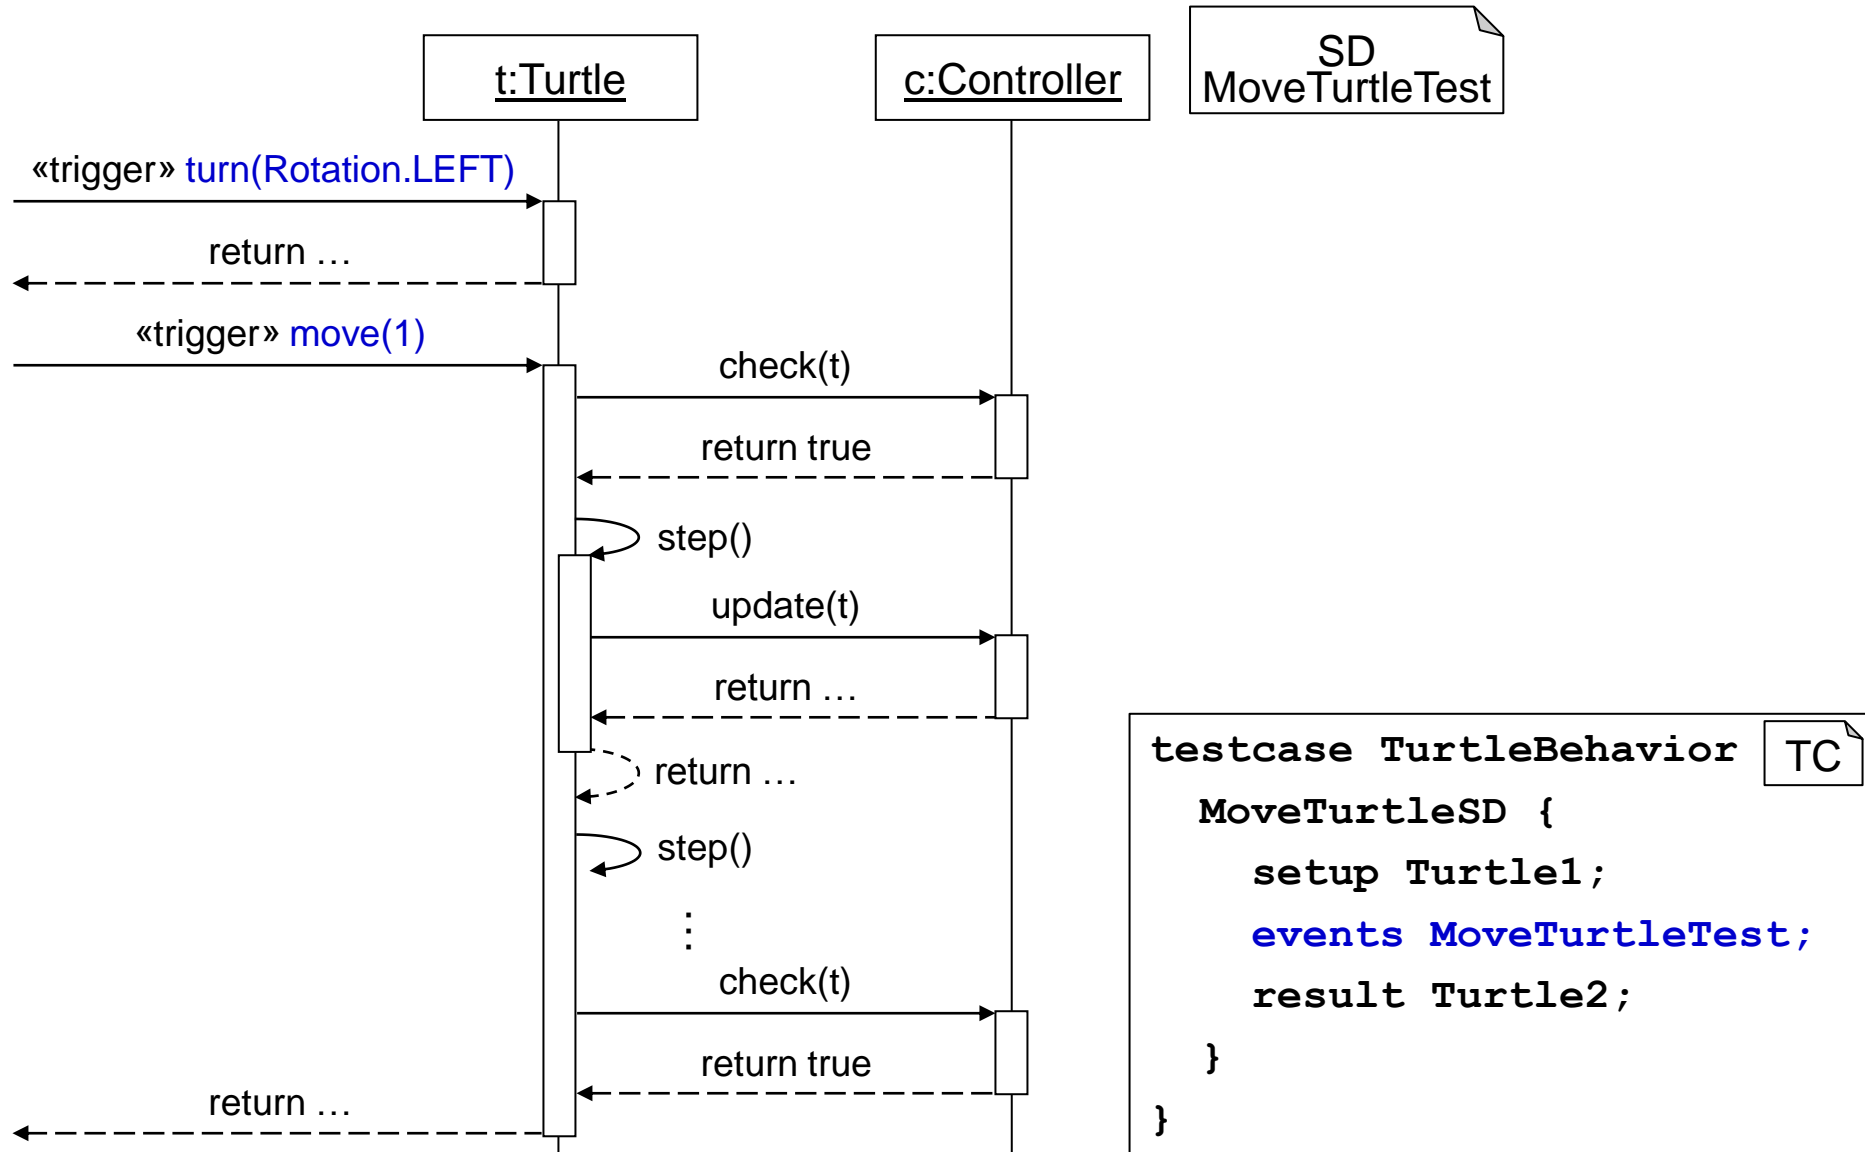 t:Turtle
c:Controller
SD
MoveTurtleTest
«trigger» turn(Rotation.LEFT)
return …
«trigger» move(1)
check(t)
return true
step()
update(t)
return …
return …
step()
⋮
check(t)
return true
return …
testcase TurtleBehavior
TC
MoveTurtleSD {
setup Turtle1;
events MoveTurtleTest;
result Turtle2;
}
}